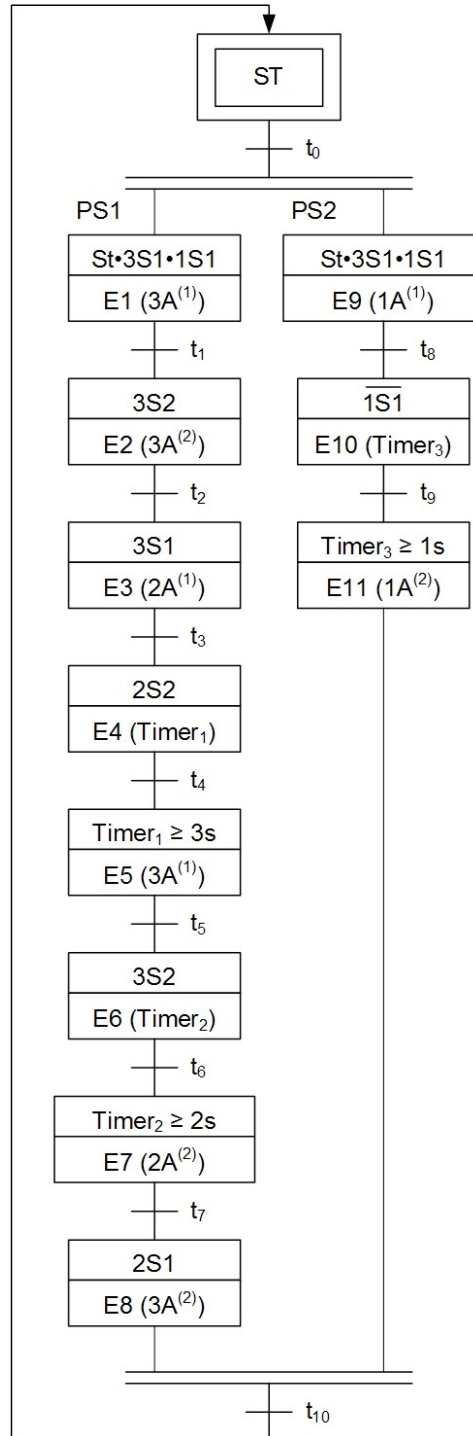 ST
t₀
PS1
PS2
St•3S1•1S1
E1 (3A⁽¹⁾)
t₁
3S2
E2 (3A⁽²⁾)
t₂
3S1
E3 (2A⁽¹⁾)
t₃
2S2
E4 (Timer₁)
t₄
Timer₁ ≥ 3s
E5 (3A⁽¹⁾)
t₅
3S2
E6 (Timer₂)
t₆
Timer₂ ≥ 2s
E7 (2A⁽²⁾)
t₇
2S1
E8 (3A⁽²⁾)
St•3S1•1S1
E9 (1A⁽¹⁾)
t₈
1̅S̅1̅
E10 (Timer₃)
t₉
Timer₃ ≥ 1s
E11 (1A⁽²⁾)
t₁₀